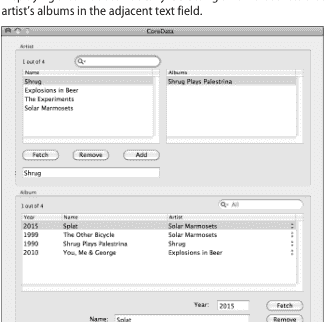 artist's albums in the adjacent text field.
CoreData
Artist
1 out of 4
Name
Albums
Shrug
Shrug Plays Palestrina
Explosions in Beer
The Experiments
Solar Marmosets
Fetch
Remove
Add
Shrug
Album
1 out of 4
All
Year
Name
Artist
2015
Splat
Solar Marmosets
1999
The Other Bicycle
Solar Marmosets
1990
Shrug Plays Palestrina
Shrug
2010
You, Me & George
Explosions in Beer
Year:
2015
Fetch
Name:
Splat
Remove